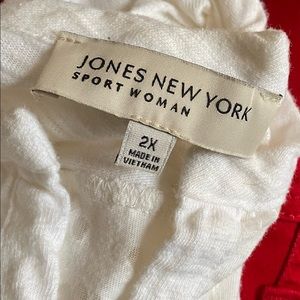 JONES NEW YORK
SPORT WOMAN
2X
MADE IN
VIETNAM